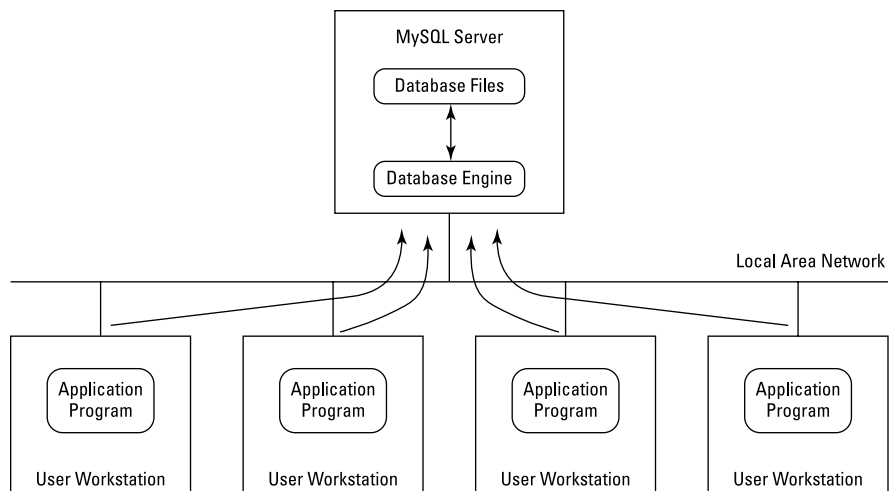 MySQL Server
Database Files
Database Engine
Local Area Network
Application
Program
User Workstation
Application
Program
User Workstation
Application
Program
User Workstation
Application
Program
User Workstation